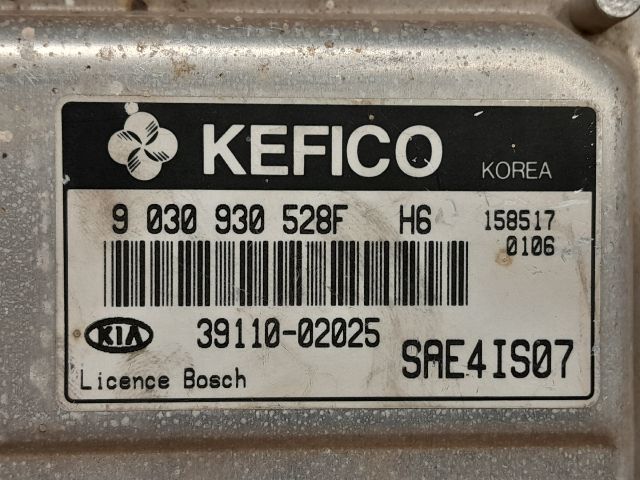 KEFICO KOREA
9 030 930 528F H6 158517
0106
KIA 39110-02025 SAE4IS07
Licence Bosch